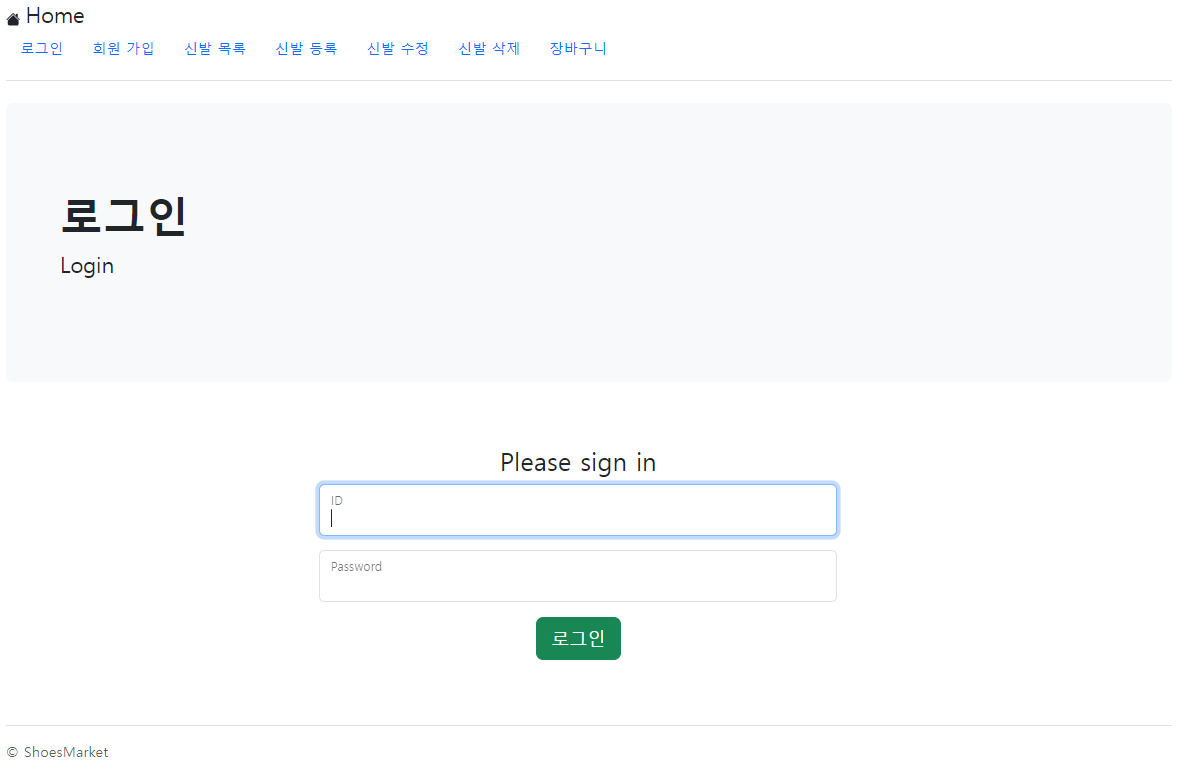 Home
로그인 회원 가입 신발 목록 신발 등록 신발 수정 신발 삭제 장바구니
로그인
Login
Please sign in
ID
Password
로그인
© ShoesMarket